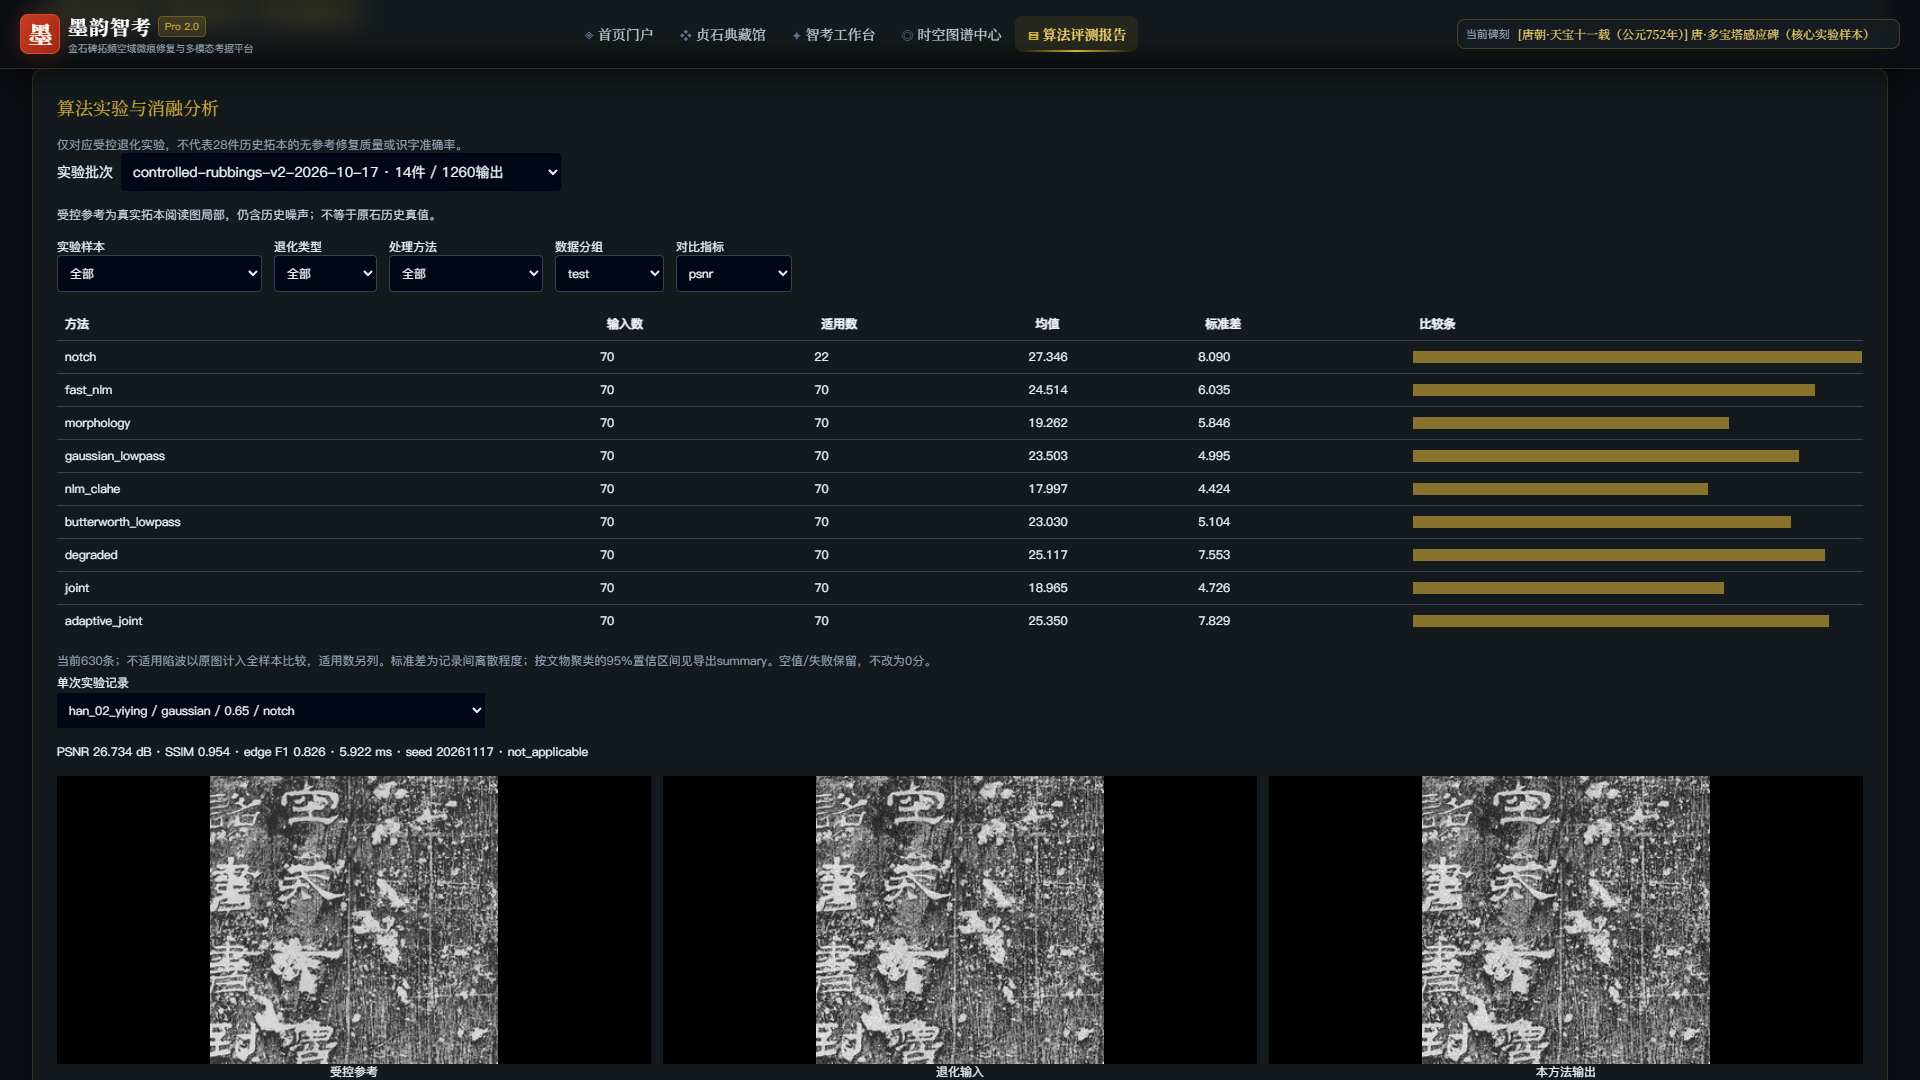 墨 墨韵智考 Pro 2.0
金石碑拓频空域微痕修复与多模态考据平台
首页门户 贞石典藏馆 智考工作台 时空图谱中心 算法评测报告
当前碑刻 [唐朝·天宝十一载（公元752年）] 唐·多宝塔感应碑（核心实验样本）
算法实验与消融分析
仅对应受控退化实验，不代表28件历史拓本的无参考修复质量或识字准确率。
实验批次 controlled-rubbings-v2-2026-10-17 · 14件 / 1260输出
受控参考为真实拓本阅读图局部，仍含历史噪声；不等于原石历史真值。
实验样本 退化类型 处理方法 数据分组 对比指标
全部 全部 全部 test psnr
方法 输入数 适用数 均值 标准差 比较条
notch 70 22 27.346 8.090
fast_nlm 70 70 24.514 6.035
morphology 70 70 19.262 5.846
gaussian_lowpass 70 70 23.503 4.995
nlm_clahe 70 70 17.997 4.424
butterworth_lowpass 70 70 23.030 5.104
degraded 70 70 25.117 7.553
joint 70 70 18.965 4.726
adaptive_joint 70 70 25.350 7.829
当前630条；不适用陷波以原图计入全样本比较，适用数另列。标准差为记录间离散程度；按文物聚类的95%置信区间见导出summary。空值/失败保留，不改为0分。
单次实验记录
han_02_yiying / gaussian / 0.65 / notch
PSNR 26.734 dB · SSIM 0.954 · edge F1 0.826 · 5.922 ms · seed 20261117 · not_applicable
受控参考 退化输入 本方法输出